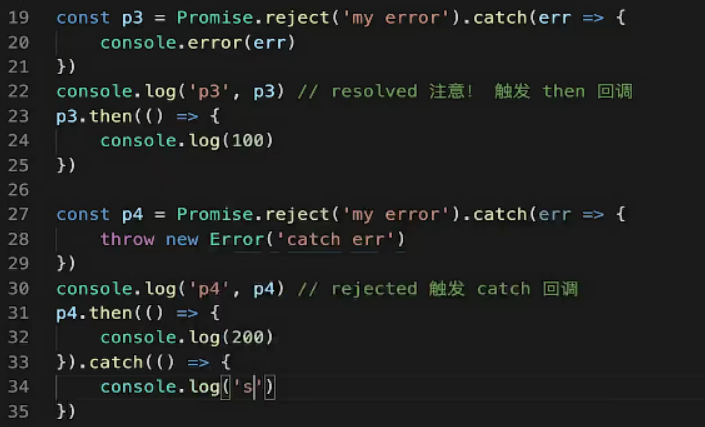 19 const p3 = Promise.reject('my error').catch(err => {
20     console.error(err)
21 })
22 console.log('p3', p3) // resolved 注意! 触发 then 回调
23 p3.then(() => {
24     console.log(100)
25 })
26
27 const p4 = Promise.reject('my error').catch(err => {
28     throw new Error('catch err')
29 })
30 console.log('p4', p4) // rejected 触发 catch 回调
31 p4.then(() => {
32     console.log(200)
33 }).catch(() => {
34     console.log('s')
35 })